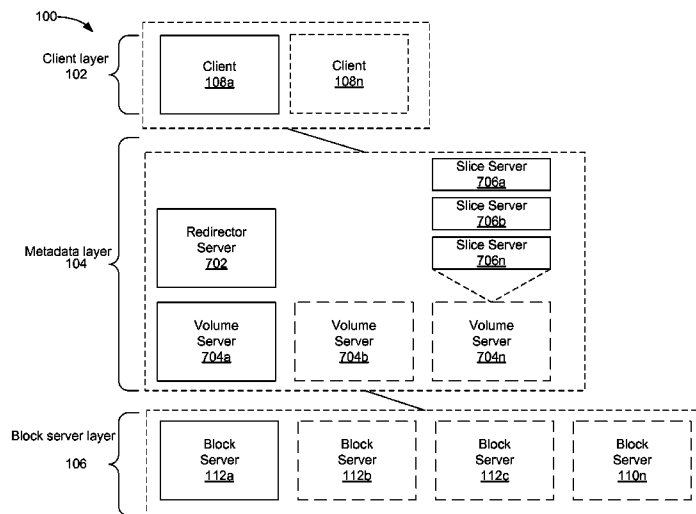 100
Client layer
102
Client
108a
Client
108n
Metadata layer
104
Slice Server
706a
Slice Server
706b
Slice Server
706n
Redirector
Server
702
Volume
Server
704a
Volume
Server
704b
Volume
Server
704n
Block server layer
106
Block
Server
112a
Block
Server
112b
Block
Server
112c
Block
Server
110n